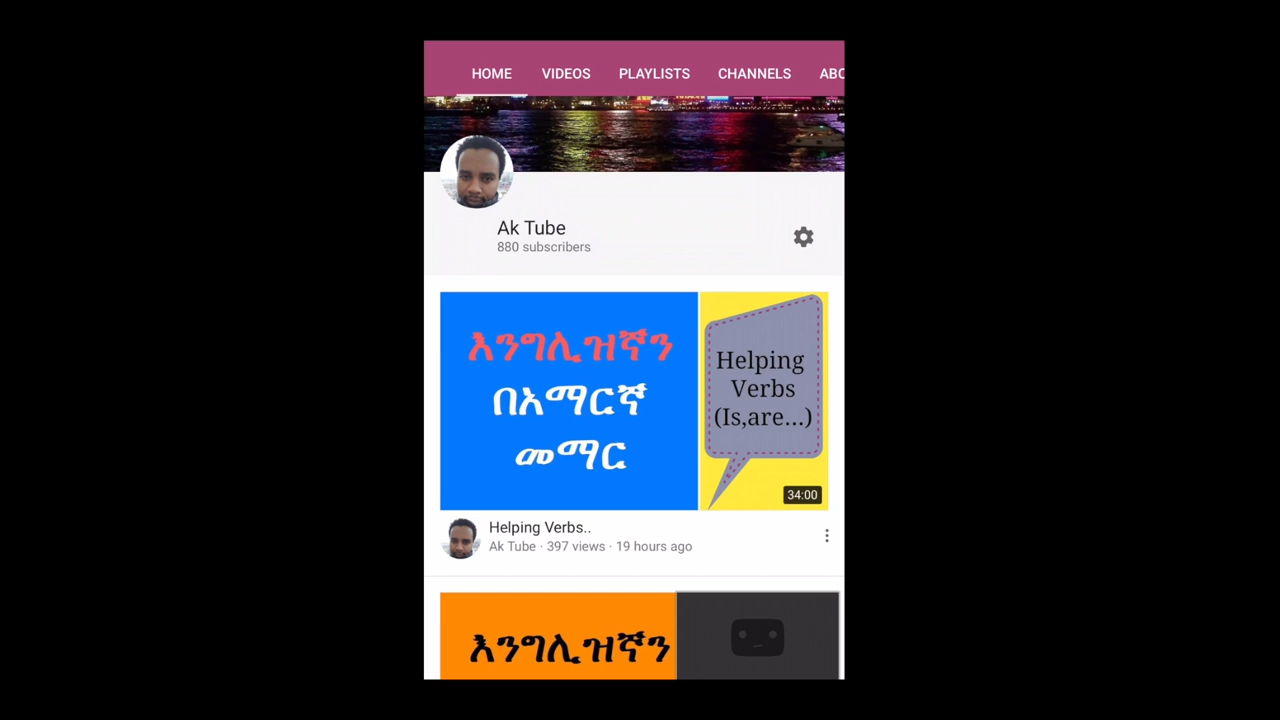 HOME VIDEOS PLAYLISTS CHANNELS ABO
Ak Tube
880 subscribers
እንግሊዝኛን
በአማርኛ
መማር
Helping
Verbs
(Is,are...)
34:00
Helping Verbs..
Ak Tube · 397 views · 19 hours ago
እንግሊዝኛን